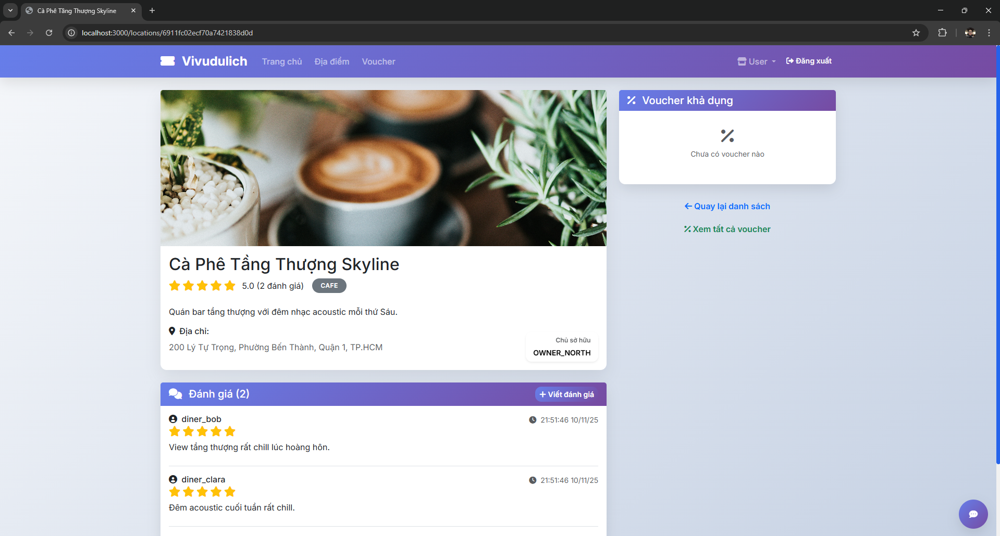 Cà Phê Tầng Thượng Skyline
localhost:3000/locations/6911fc02ecf70a7421838d0d
Vivudulich
Trang chủ
Địa điểm
Voucher
User
Đăng xuất
Cà Phê Tầng Thượng Skyline
5.0 (2 đánh giá)
CAFE
Quán bar tầng thượng với đêm nhạc acoustic mỗi thứ Sáu.
Địa chỉ:
200 Lý Tự Trọng, Phường Bến Thành, Quận 1, TP.HCM
Chủ sở hữu
OWNER_NORTH
Đánh giá (2)
Viết đánh giá
diner_bob
21:51:46 10/11/25
View tầng thượng rất chill lúc hoàng hôn.
diner_clara
21:51:46 10/11/25
Đêm acoustic cuối tuần rất chill.
Voucher khả dụng
Chưa có voucher nào
Quay lại danh sách
Xem tất cả voucher